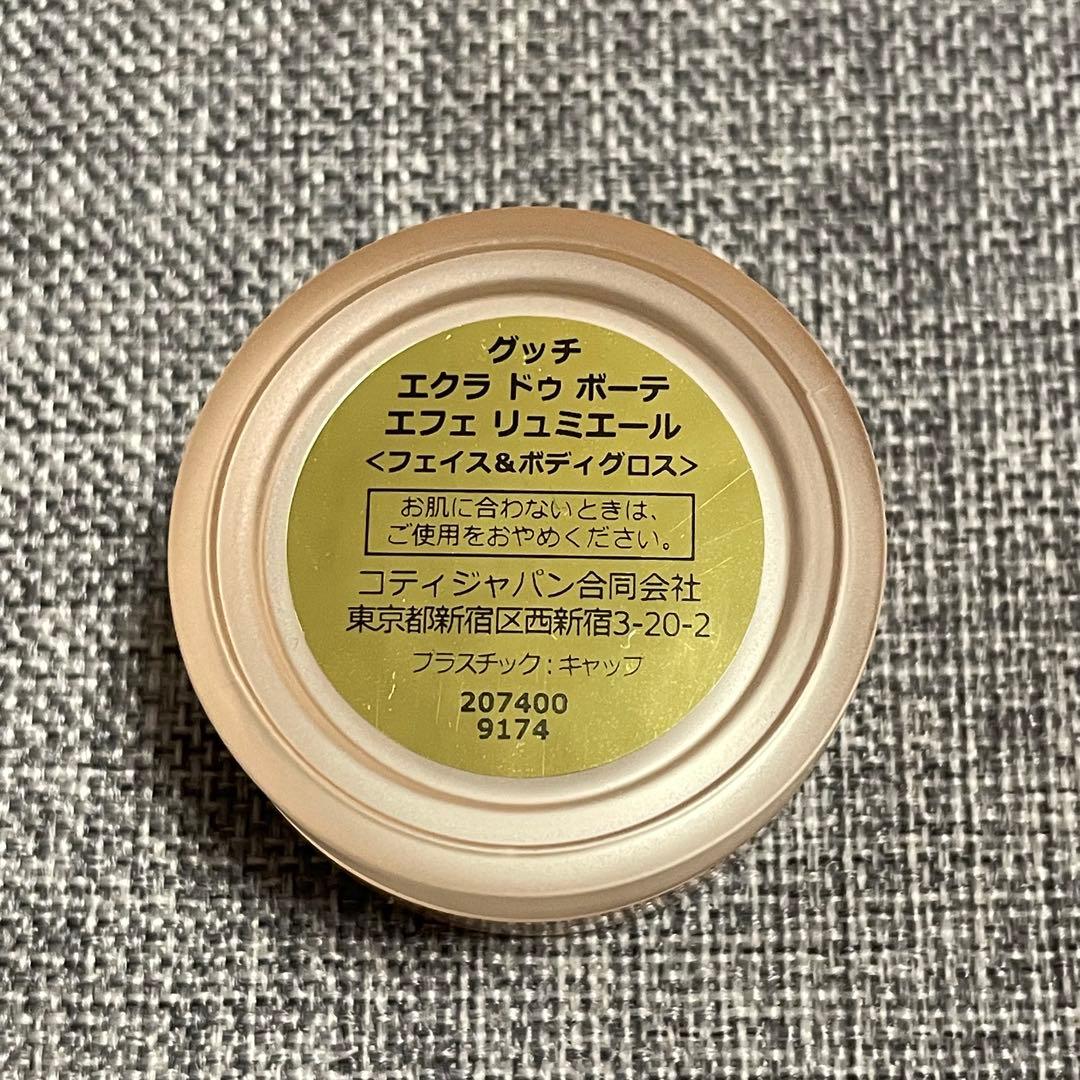 グッチ
エクラ ドゥ ボーテ
エフェ リュミエール
<フェイス&ボディグロス>
お肌に合わないときは、
ご使用をおやめください。
コティジャパン合同会社
東京都新宿区西新宿3-20-2
プラスチック:キャップ
207400
9174